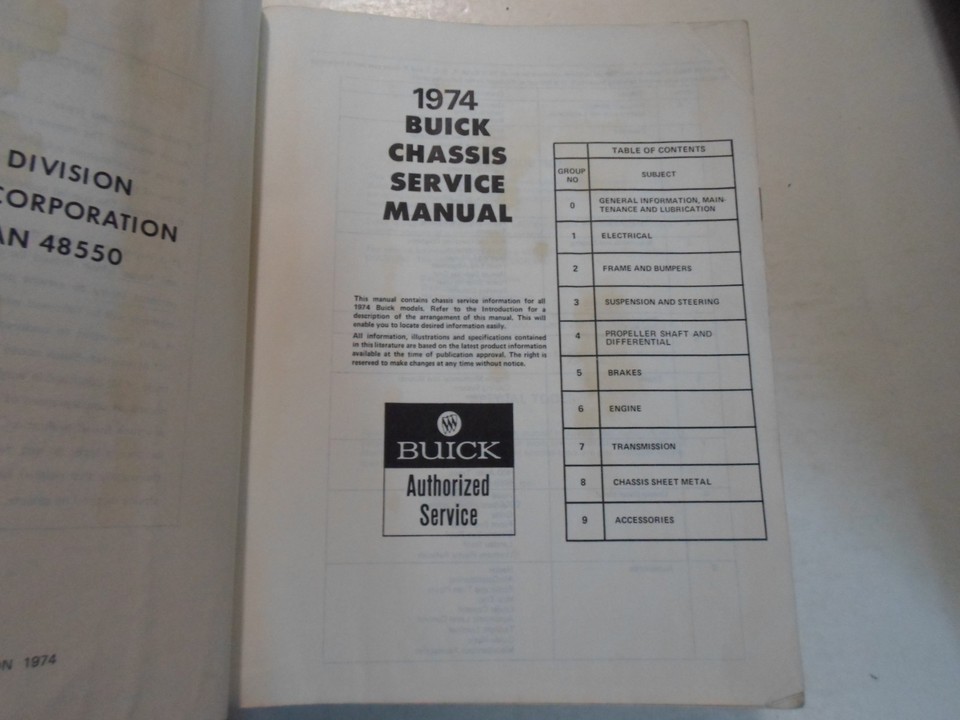 DIVISION
CORPORATION
AN 48550
ON 1974
1974
BUICK
CHASSIS
SERVICE
MANUAL
This manual contains chassis service information for all
1974 Buick models. Refer to the Introduction for a
description of the arrangement of this manual. This will
enable you to locate desired information easily.
All information, illustrations and specifications contained
in this literature are based on the latest product information
available at the time of publication approval. The right is
reserved to make changes at any time without notice.
BUICK
Authorized
Service
TABLE OF CONTENTS
GROUP
NO
SUBJECT
0 GENERAL INFORMATION, MAIN-
TENANCE AND LUBRICATION
1 ELECTRICAL
2 FRAME AND BUMPERS
3 SUSPENSION AND STEERING
4 PROPELLER SHAFT AND
DIFFERENTIAL
5 BRAKES
6 ENGINE
7 TRANSMISSION
8 CHASSIS SHEET METAL
9 ACCESSORIES